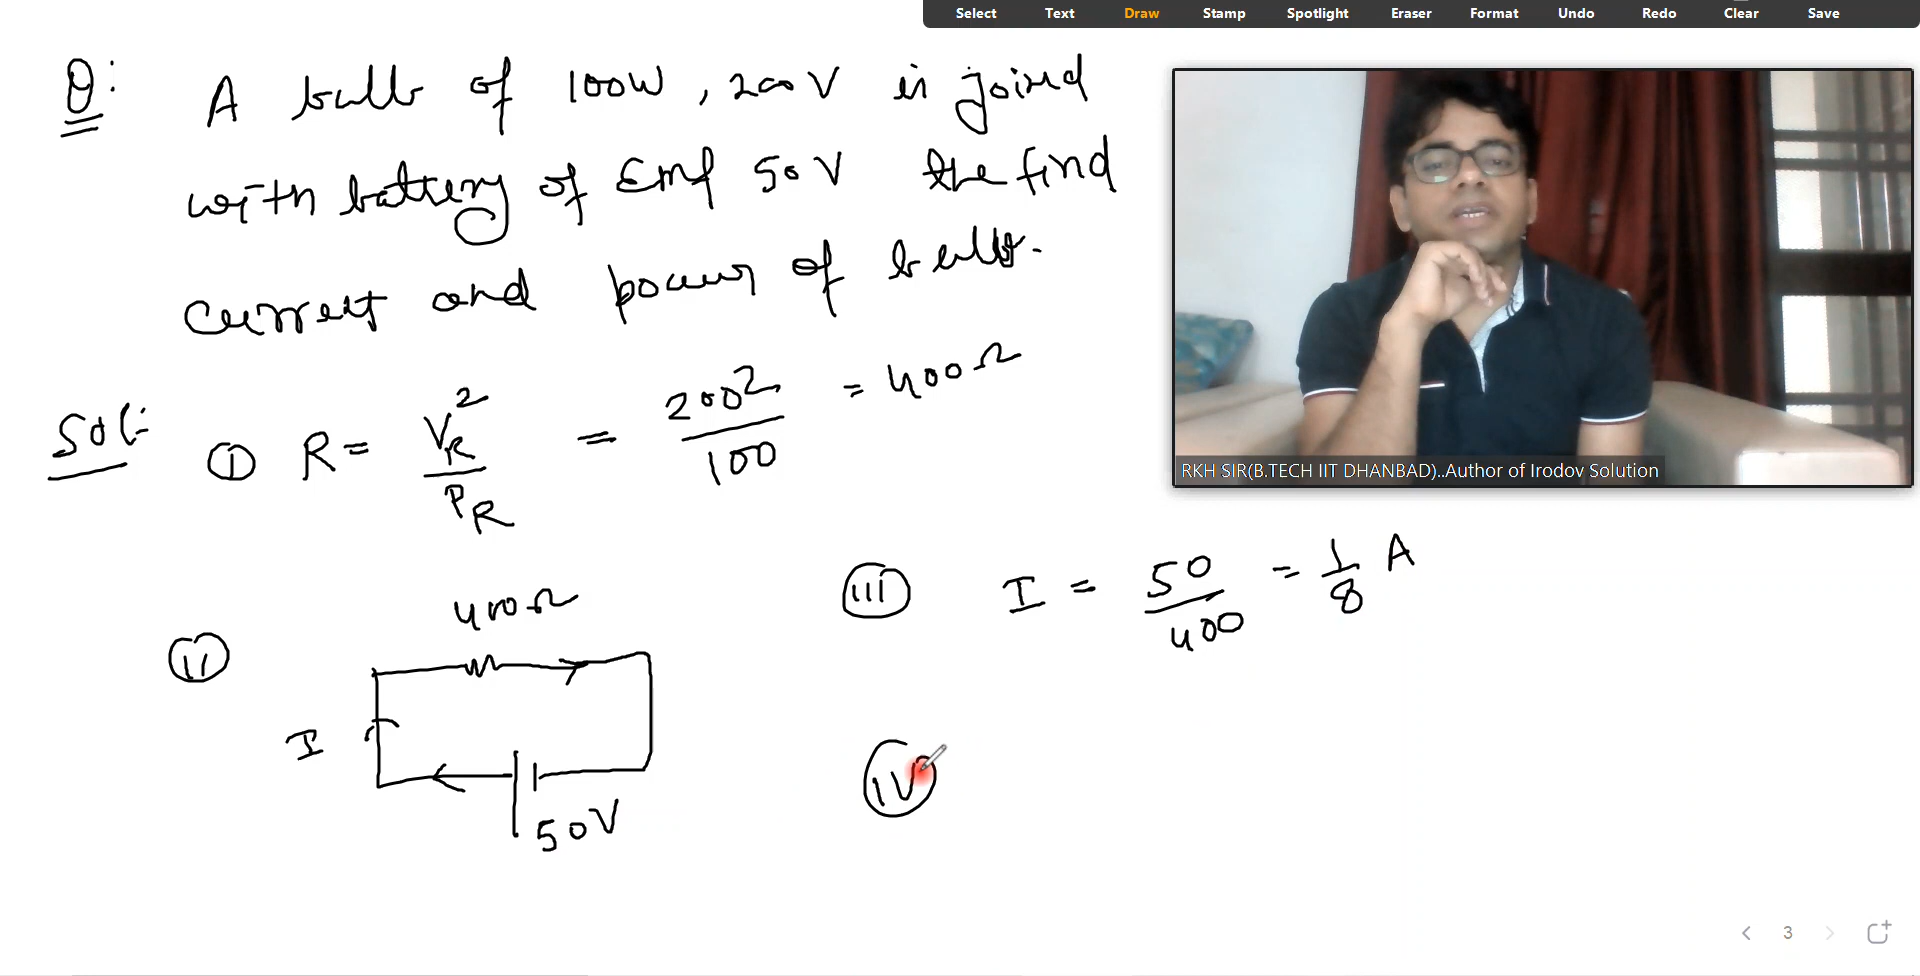 Select Text Draw Stamp Spotlight Eraser Format Undo Redo Clear Save
Q: A bulb of 100W, 200V is joined
with battery of Emf 50V the find
current and power of bulb.
RKH SIR(B.TECH IIT DHANBAD)..Author of Irodov Solution
Sol:- ① R = V_R^2 / P_R = 200^2 / 100 = 400Ω
(ii) 400Ω
I
50V
(iii) I = 50/400 = 1/8 A
(iv)
3